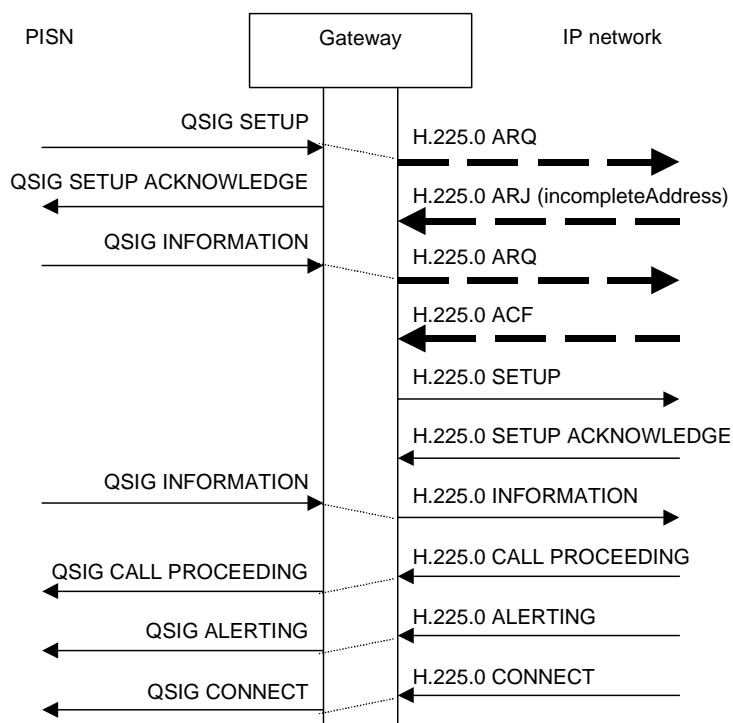 PISN
Gateway
IP network
QSIG SETUP
H.225.0 ARQ
QSIG SETUP ACKNOWLEDGE
H.225.0 ARJ (incompleteAddress)
QSIG INFORMATION
H.225.0 ARQ
H.225.0 ACF
H.225.0 SETUP
H.225.0 SETUP ACKNOWLEDGE
QSIG INFORMATION
H.225.0 INFORMATION
H.225.0 CALL PROCEEDING
QSIG CALL PROCEEDING
H.225.0 ALERTING
QSIG ALERTING
H.225.0 CONNECT
QSIG CONNECT